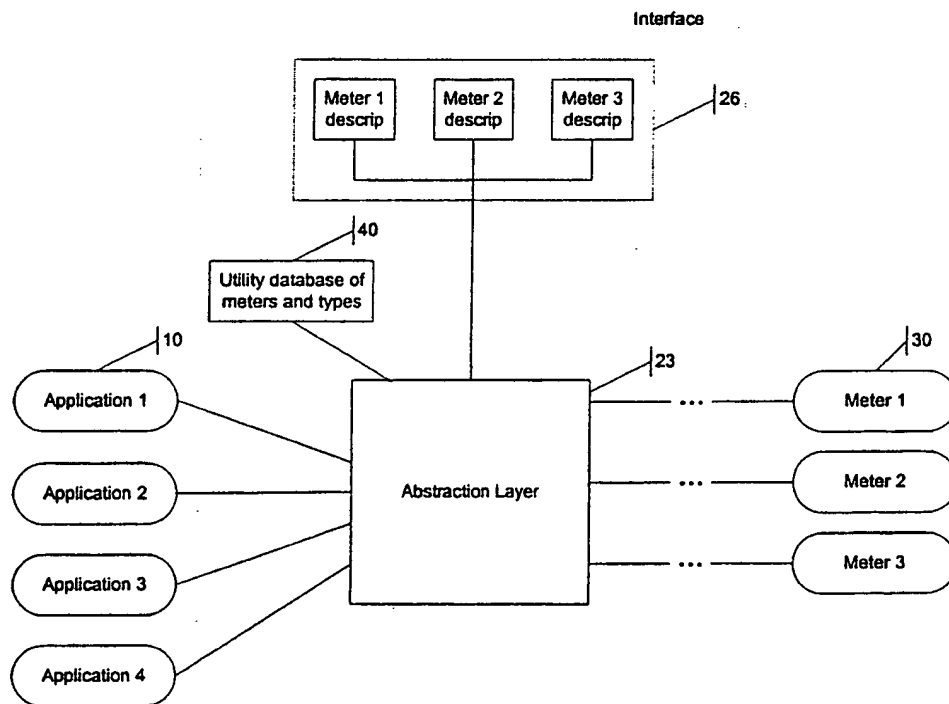 Interface
Meter 1
descrip
Meter 2
descrip
Meter 3
descrip
26
40
Utility database of
meters and types
10
23
30
Application 1
Meter 1
Application 2
Abstraction Layer
Meter 2
Application 3
Meter 3
Application 4